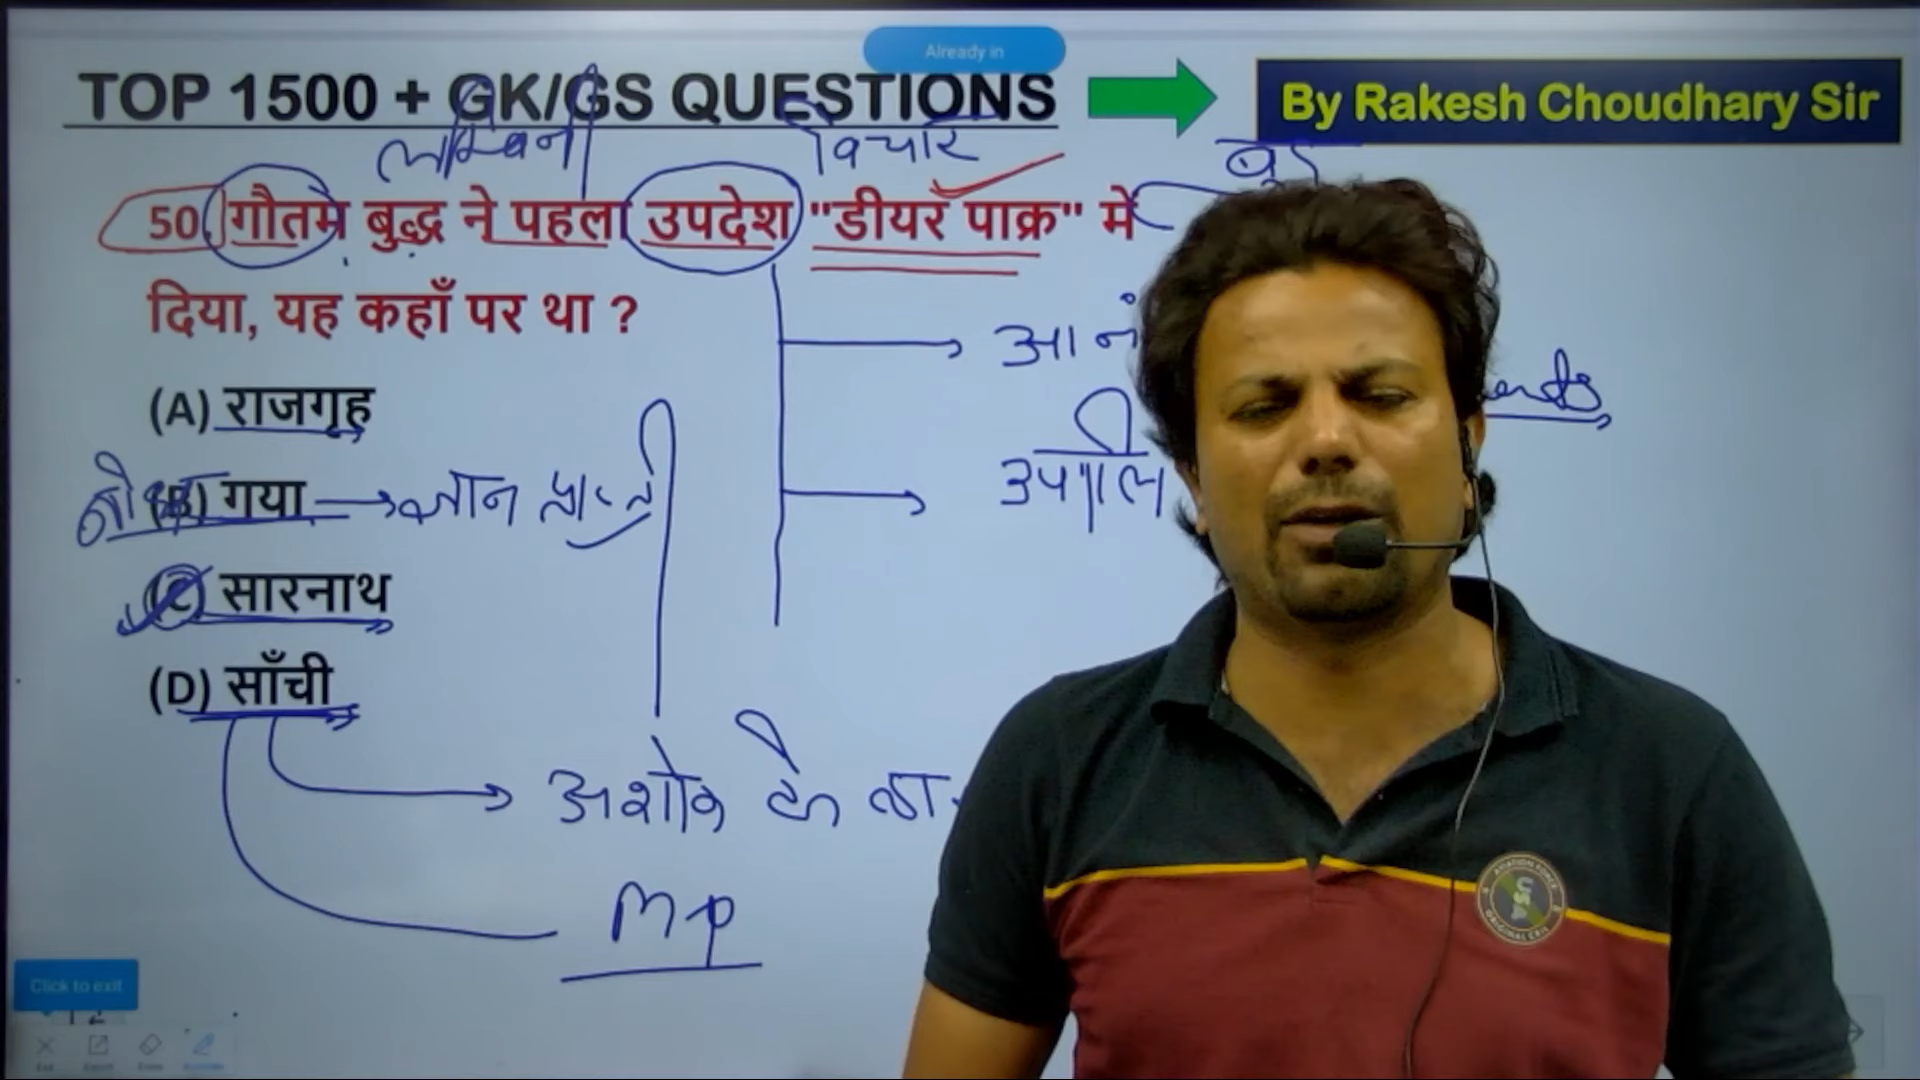 Already in
TOP 1500 + GK/GS QUESTIONS
By Rakesh Choudhary Sir
लुम्बिनी
विचार
50. गौतम बुद्ध ने पहला उपदेश "डीयर पाक्र" में
दिया, यह कहाँ पर था ?
(A) राजगृह
(B) गया
ज्ञान प्राप्ती
(C) सारनाथ
(D) साँची
अशोक के
MP
Click to exit